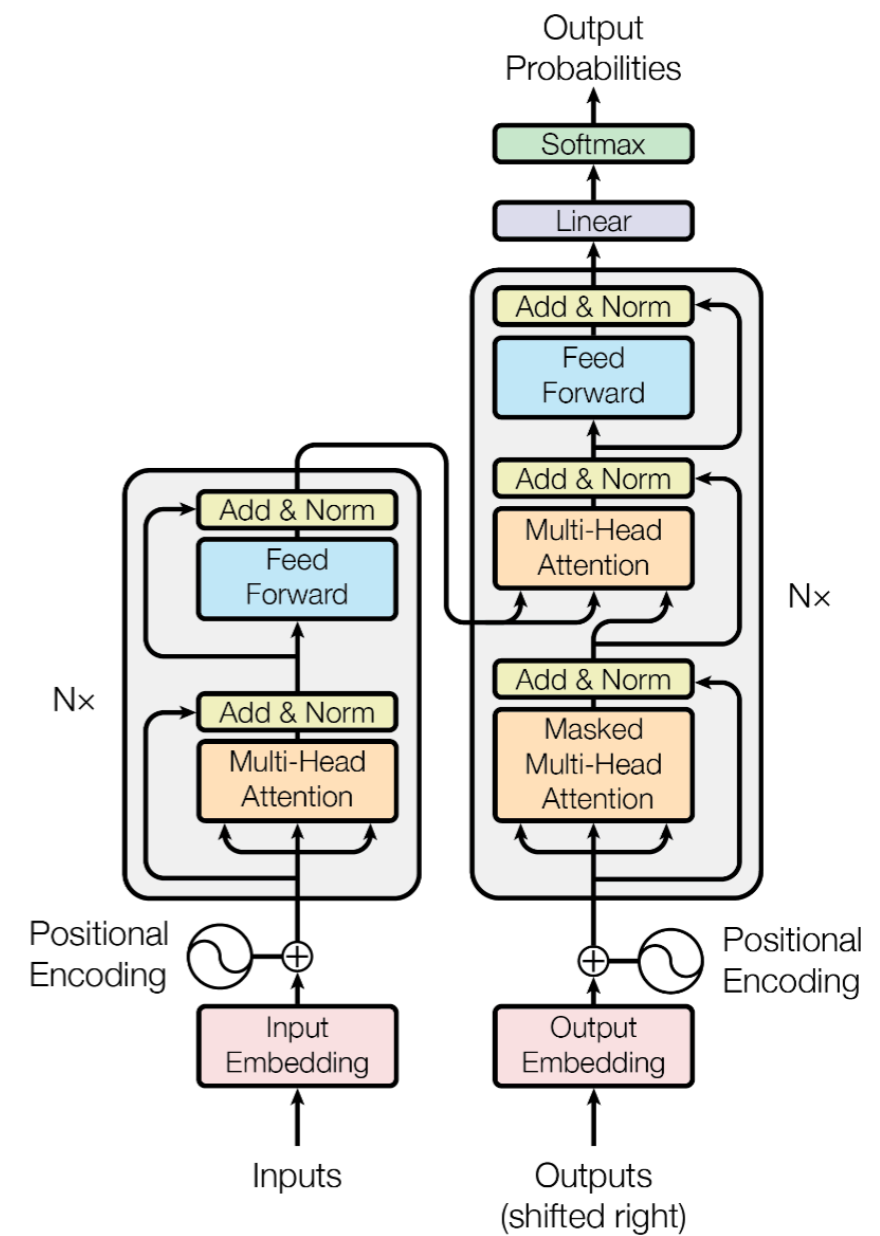 Output
Probabilities
Softmax
Linear
Add & Norm
Feed
Forward
Add & Norm
Multi-Head
Attention
Nx
Add & Norm
Masked
Multi-Head
Attention
Add & Norm
Feed
Forward
Nx
Add & Norm
Multi-Head
Attention
Positional
Encoding
Positional
Encoding
Input
Embedding
Output
Embedding
Inputs
Outputs
(shifted right)